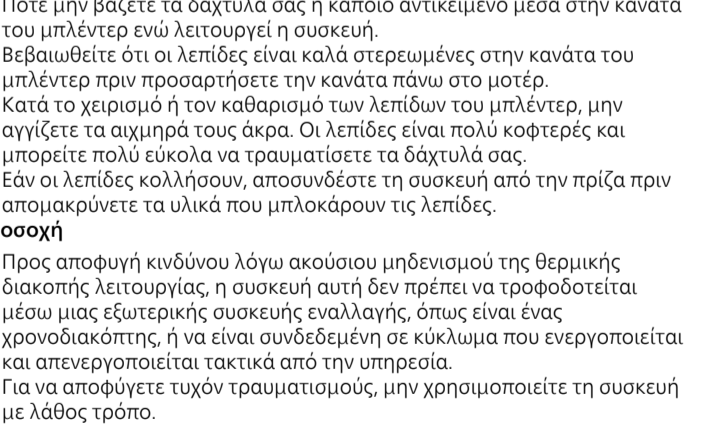 Ποτέ μην βάζετε τα δάχτυλά σας ή κάποιο αντικείμενο μέσα στην κανάτα
του μπλέντερ ενώ λειτουργεί η συσκευή.
Βεβαιωθείτε ότι οι λεπίδες είναι καλά στερεωμένες στην κανάτα του
μπλέντερ πριν προσαρτήσετε την κανάτα πάνω στο μοτέρ.
Κατά το χειρισμό ή τον καθαρισμό των λεπίδων του μπλέντερ, μην
αγγίζετε τα αιχμηρά τους άκρα. Οι λεπίδες είναι πολύ κοφτερές και
μπορείτε πολύ εύκολα να τραυματίσετε τα δάχτυλά σας.
Εάν οι λεπίδες κολλήσουν, αποσυνδέστε τη συσκευή από την πρίζα πριν
απομακρύνετε τα υλικά που μπλοκάρουν τις λεπίδες.
οσοχή
Προς αποφυγή κινδύνου λόγω ακούσιου μηδενισμού της θερμικής
διακοπής λειτουργίας, η συσκευή αυτή δεν πρέπει να τροφοδοτείται
μέσω μιας εξωτερικής συσκευής εναλλαγής, όπως είναι ένας
χρονοδιακόπτης, ή να είναι συνδεδεμένη σε κύκλωμα που ενεργοποιείται
και απενεργοποιείται τακτικά από την υπηρεσία.
Για να αποφύγετε τυχόν τραυματισμούς, μην χρησιμοποιείτε τη συσκευή
με λάθος τρόπο.